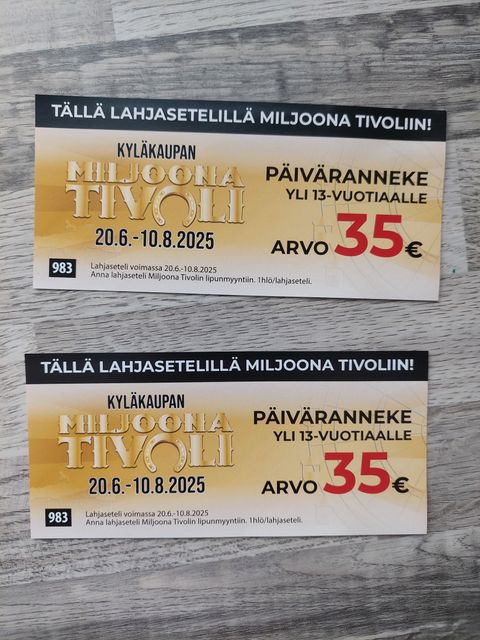 TÄLLÄ LAHJASETELILLÄ MILJOONA TIVOLIIN!
KYLÄKAUPAN
MILJOONA
TIVOLI
20.6.-10.8.2025
PÄIVÄRANNEKE
YLI 13-VUOTIAALLE
ARVO 35€
983
Lahjaseteli voimassa 20.6.-10.8.2025
Anna lahjaseteli Miljoona Tivolin lipunmyyntiin. 1hlö/lahjaseteli.
TÄLLÄ LAHJASETELILLÄ MILJOONA TIVOLIIN!
KYLÄKAUPAN
MILJOONA
TIVOLI
20.6.-10.8.2025
PÄIVÄRANNEKE
YLI 13-VUOTIAALLE
ARVO 35€
983
Lahjaseteli voimassa 20.6.-10.8.2025
Anna lahjaseteli Miljoona Tivolin lipunmyyntiin. 1hlö/lahjaseteli.